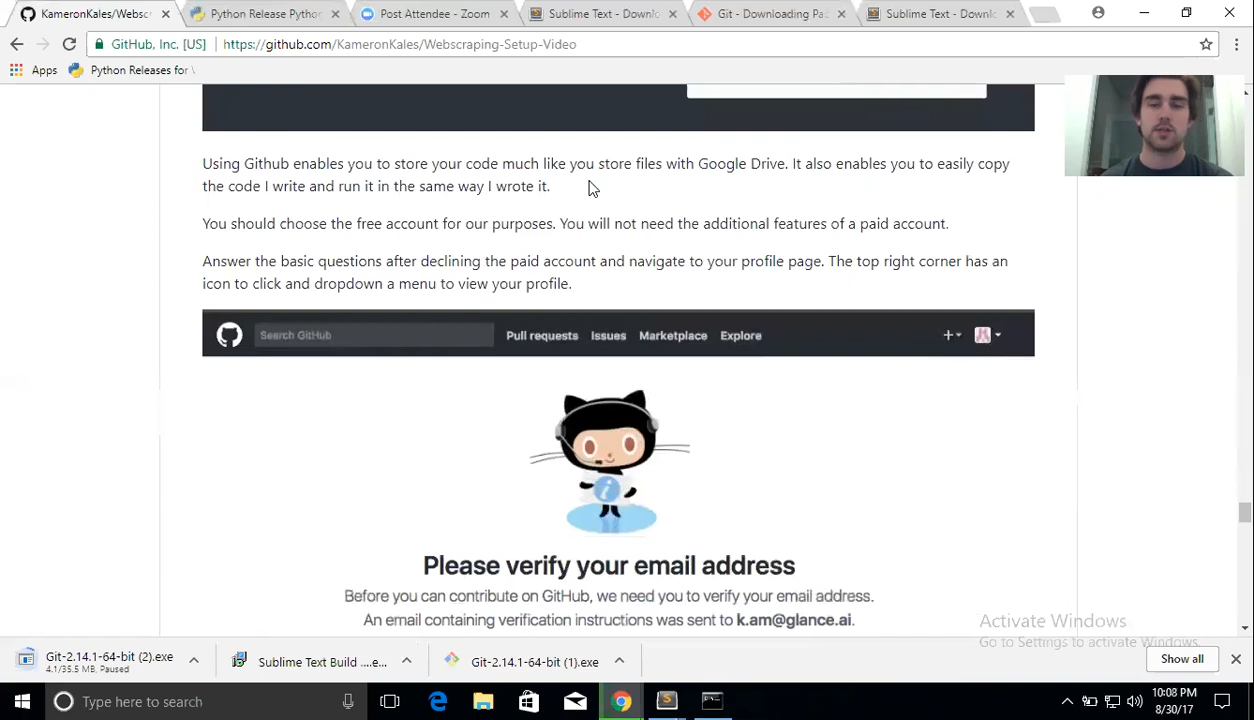 KameronKales/Websc
Python Release Pytho
Post Attendee - Zoom
Sublime Text - Downlo
Git - Downloading Pa
Sublime Text - Downl
GitHub, Inc. [US]
https://github.com/KameronKales/Webscraping-Setup-Video
Apps
Python Releases for \
Using Github enables you to store your code much like you store files with Google Drive. It also enables you to easily copy
the code I write and run it in the same way I wrote it.
You should choose the free account for our purposes. You will not need the additional features of a paid account.
Answer the basic questions after declining the paid account and navigate to your profile page. The top right corner has an
icon to click and dropdown a menu to view your profile.
Search GitHub
Pull requests Issues Marketplace Explore
Please verify your email address
Before you can contribute on GitHub, we need you to verify your email address.
An email containing verification instructions was sent to k.am@glance.ai.
Activate Windows
Go to Settings to activate Windows.
Git-2.14.1-64-bit (2).exe
4.1/35.5 MB, Paused
Sublime Text Build ....e...
Git-2.14.1-64-bit (1).exe
Show all
Type here to search
10:08 PM
8/30/17